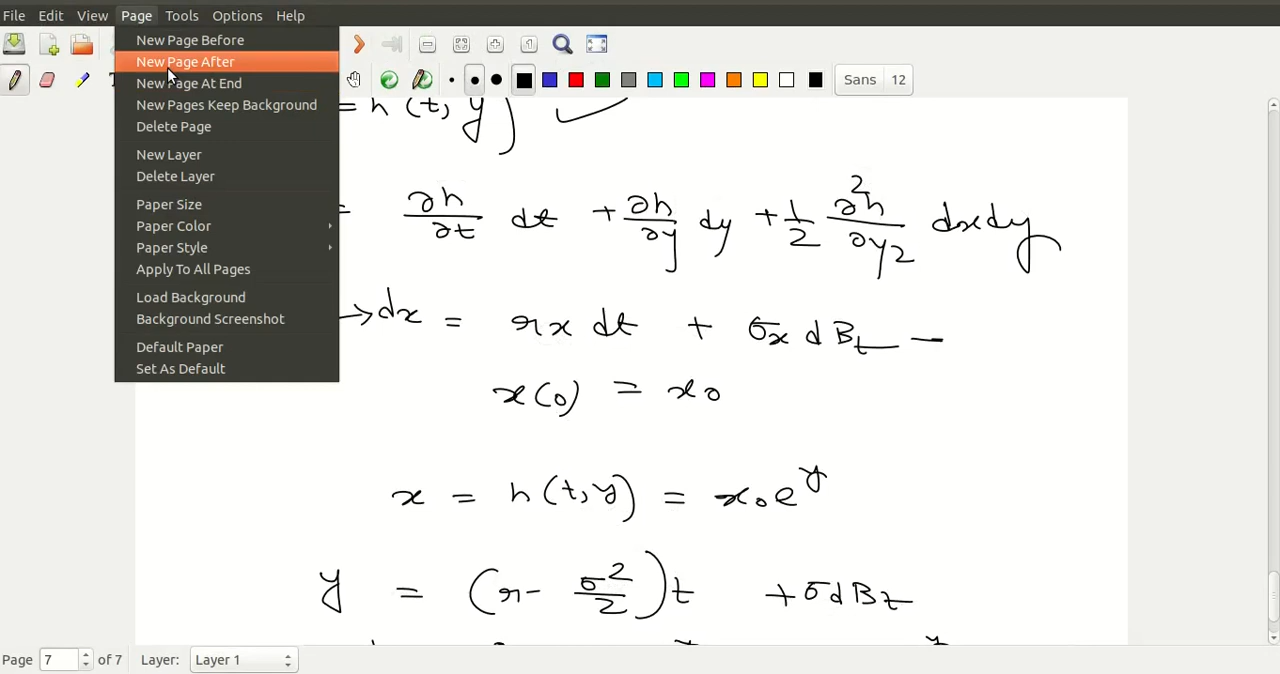 File Edit View Page Tools Options Help
New Page Before
New Page After
New Page At End
New Pages Keep Background
Delete Page
New Layer
Delete Layer
Paper Size
Paper Color
Paper Style
Apply To All Pages
Load Background
Background Screenshot
Default Paper
Set As Default
Sans 12
= h(t, y)
= ∂h/∂t dt + ∂h/∂y dy + 1/2 ∂²h/∂y2 dxdy
→ dx = rx dt + σx dBt —
x(0) = x0
x = h(t, y) = x0e^y
y = (r - σ²/2)t + σdBt
Page 7 of 7 Layer: Layer 1